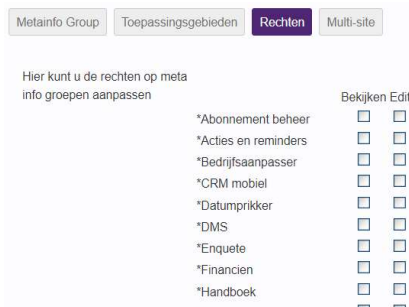 Metainfo Group Toepassingsgebieden Rechten Multi-site
Hier kunt u de rechten op meta
info groepen aanpassen
Bekijken Edit
*Abonnement beheer
*Acties en reminders
*Bedrijfsaanpasser
*CRM mobiel
*Datumprikker
*DMS
*Enquete
*Financien
*Handboek